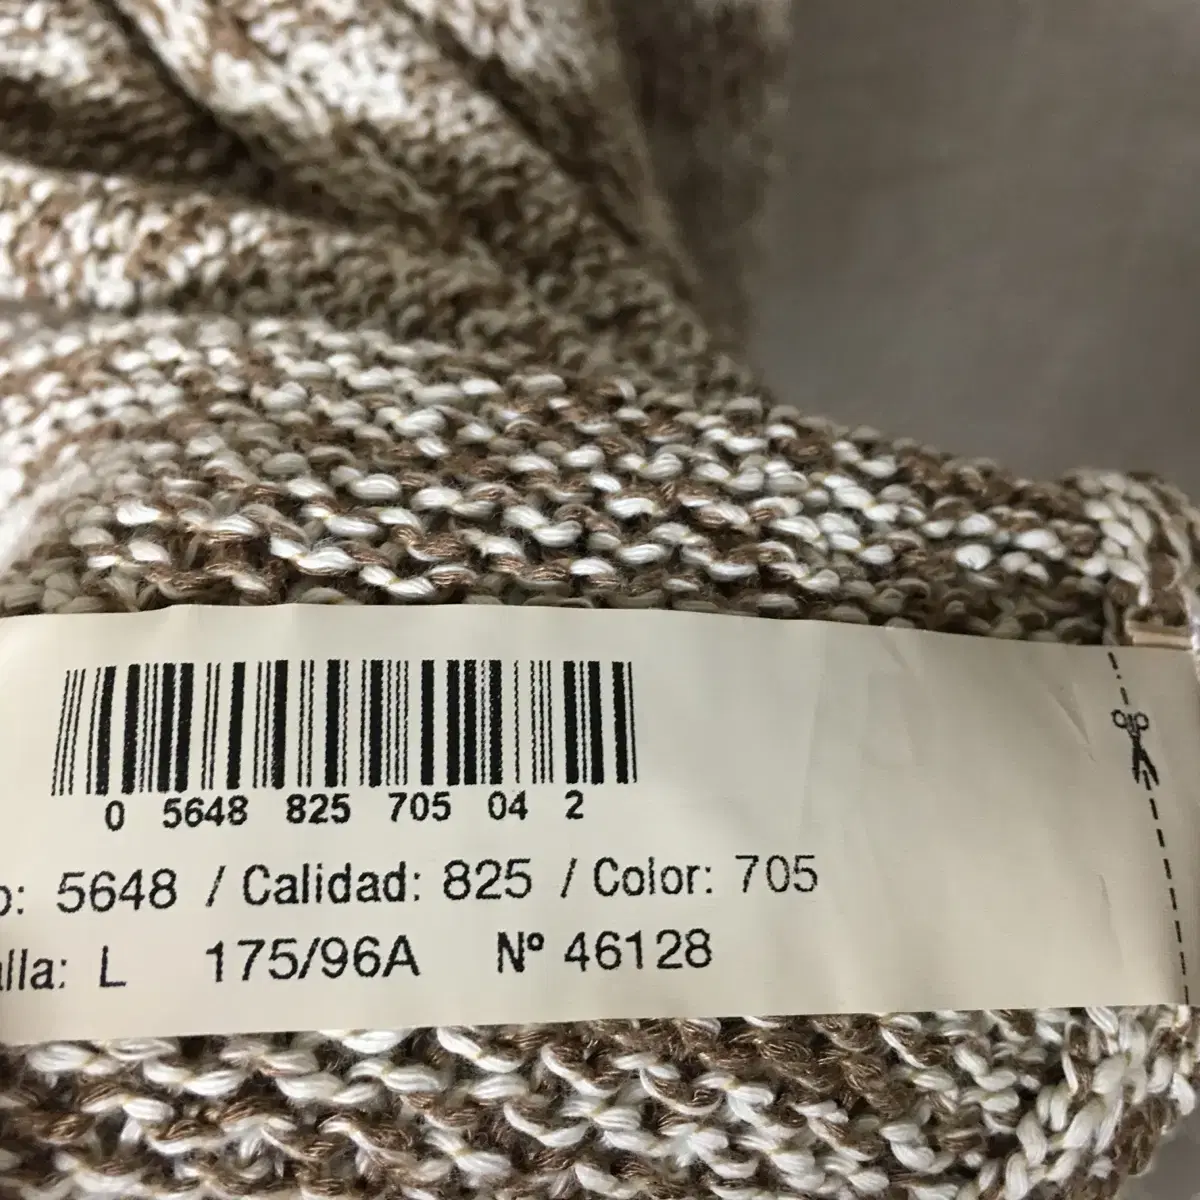 0 5648 825 705 04 2
o: 5648 / Calidad: 825 / Color: 705
alla: L 175/96A Nº 46128